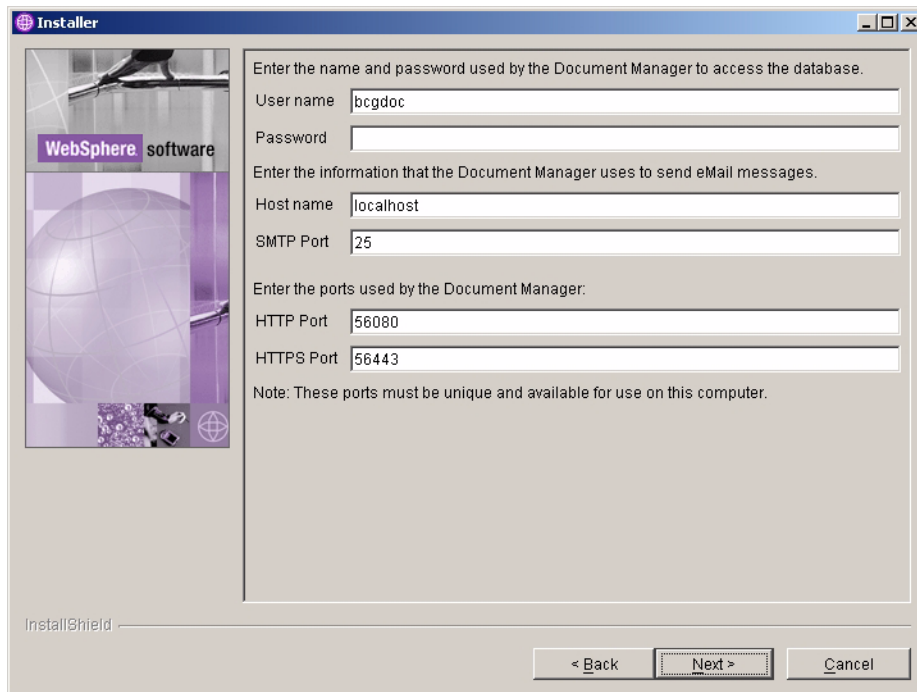 Installer
Enter the name and password used by the Document Manager to access the database.
User name bcgdoc
Password
WebSphere software
Enter the information that the Document Manager uses to send eMail messages.
Host name localhost
SMTP Port 25
Enter the ports used by the Document Manager:
HTTP Port 56080
HTTPS Port 56443
Note: These ports must be unique and available for use on this computer.
InstallShield
< Back Next > Cancel